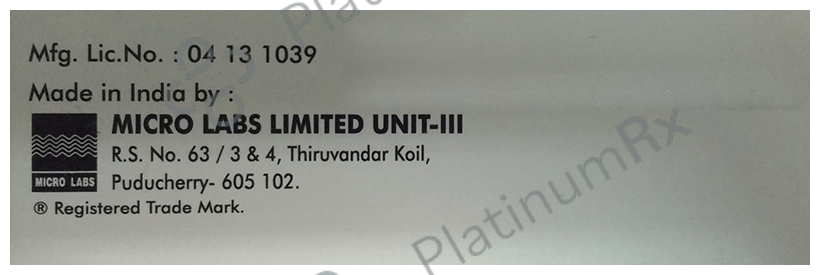 Mfg. Lic.No. : 04 13 1039
Made in India by :
MICRO LABS LIMITED UNIT-III
R.S. No. 63 / 3 & 4, Thiruvandar Koil,
MICRO LABS
Puducherry- 605 102.
® Registered Trade Mark.
PlatinumRx
PlatinumRx